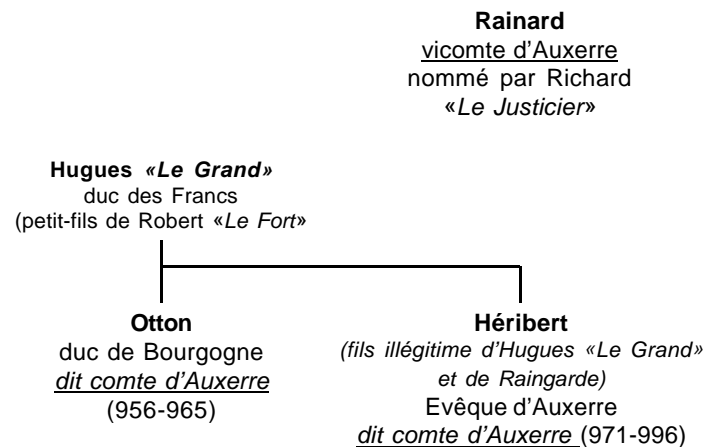 Rainard
vicomte d'Auxerre
nommé par Richard
«Le Justicier»
Hugues «Le Grand»
duc des Francs
(petit-fils de Robert «Le Fort»
Otton
duc de Bourgogne
dit comte d'Auxerre
(956-965)
Héribert
(fils illégitime d'Hugues «Le Grand»
et de Raingarde)
Evêque d'Auxerre
dit comte d'Auxerre (971-996)